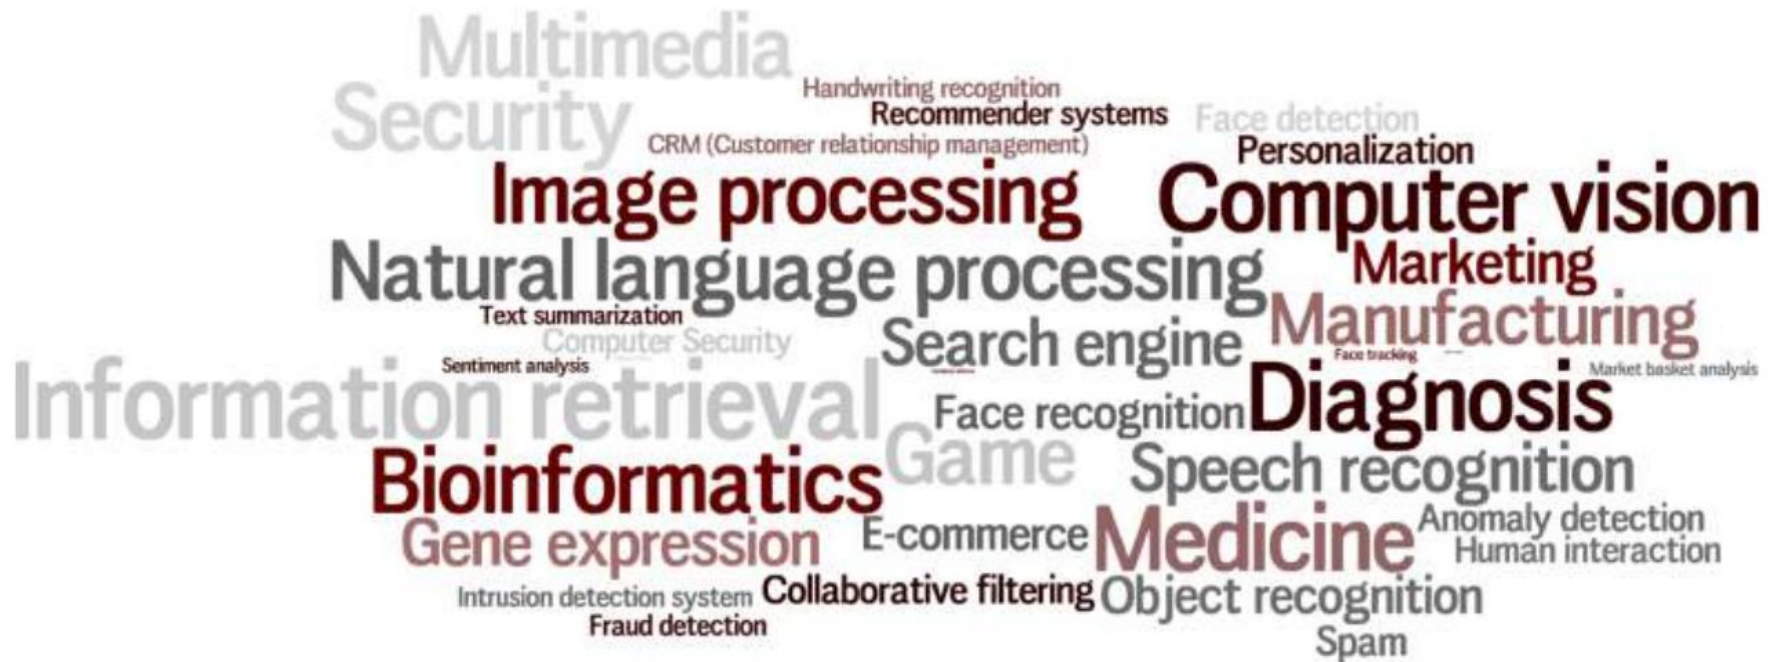 Multimedia
Handwriting recognition
Security
Recommender systems
Face detection
CRM (Customer relationship management)
Personalization
Image processing
Computer vision
Natural language processing
Marketing
Text summarization
Manufacturing
Computer Security
Search engine
Sentiment analysis
Face tracking
Market basket analysis
Information retrieval
Face recognition
Diagnosis
Game
Bioinformatics
Speech recognition
Gene expression
E-commerce
Medicine
Anomaly detection
Human interaction
Intrusion detection system
Collaborative filtering
Object recognition
Fraud detection
Spam